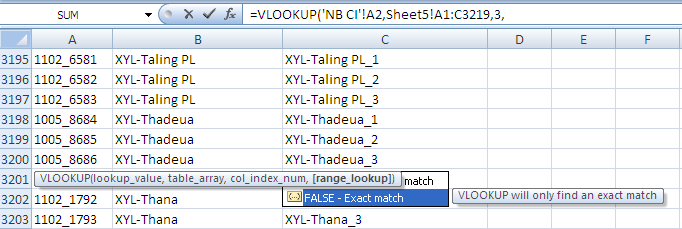 SUM =VLOOKUP('NB CI'!A2,Sheet5!A1:C3219,3,
A B C D E F
3195 1102_6581 XYL-Taling PL XYL-Taling PL_1
3196 1102_6582 XYL-Taling PL XYL-Taling PL_2
3197 1102_6583 XYL-Taling PL XYL-Taling PL_3
3198 1005_8684 XYL-Thadeua XYL-Thadeua_1
3199 1005_8685 XYL-Thadeua XYL-Thadeua_2
3200 1005_8686 XYL-Thadeua XYL-Thadeua_3
3201 VLOOKUP(lookup_value, table_array, col_index_num, [range_lookup]) match
FALSE - Exact match VLOOKUP will only find an exact match
3202 1102_1792 XYL-Thana
3203 1102_1793 XYL-Thana XYL-Thana_3